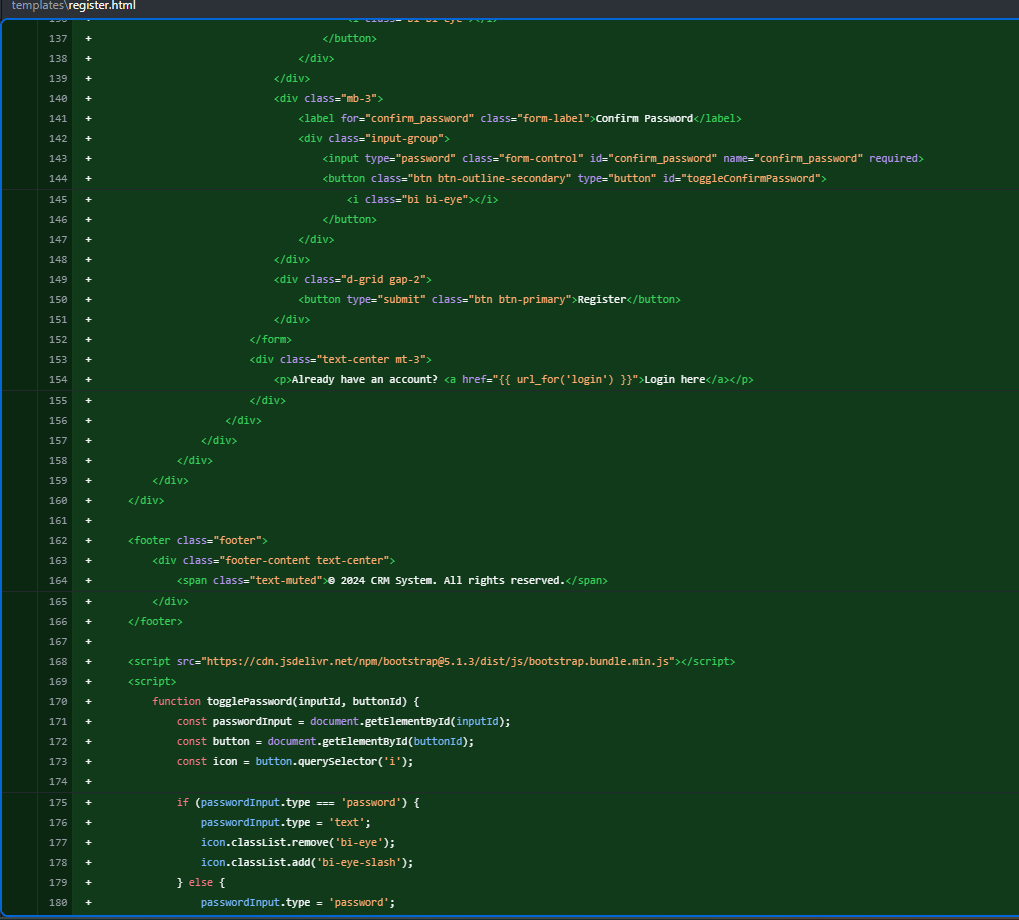 templates\register.html
137 + </button>
138 + </div>
139 + </div>
140 + <div class="mb-3">
141 + <label for="confirm_password" class="form-label">Confirm Password</label>
142 + <div class="input-group">
143 + <input type="password" class="form-control" id="confirm_password" name="confirm_password" required>
144 + <button class="btn btn-outline-secondary" type="button" id="toggleConfirmPassword">
145 + <i class="bi bi-eye"></i>
146 + </button>
147 + </div>
148 + </div>
149 + <div class="d-grid gap-2">
150 + <button type="submit" class="btn btn-primary">Register</button>
151 + </div>
152 + </form>
153 + <div class="text-center mt-3">
154 + <p>Already have an account? <a href="{{ url_for('login') }}">Login here</a></p>
155 + </div>
156 + </div>
157 + </div>
158 + </div>
159 + </div>
160 + </div>
161 +
162 + <footer class="footer">
163 + <div class="footer-content text-center">
164 + <span class="text-muted">© 2024 CRM System. All rights reserved.</span>
165 + </div>
166 + </footer>
167 +
168 + <script src="https://cdn.jsdelivr.net/npm/bootstrap@5.1.3/dist/js/bootstrap.bundle.min.js"></script>
169 + <script>
170 + function togglePassword(inputId, buttonId) {
171 + const passwordInput = document.getElementById(inputId);
172 + const button = document.getElementById(buttonId);
173 + const icon = button.querySelector('i');
174 +
175 + if (passwordInput.type === 'password') {
176 + passwordInput.type = 'text';
177 + icon.classList.remove('bi-eye');
178 + icon.classList.add('bi-eye-slash');
179 + } else {
180 + passwordInput.type = 'password';